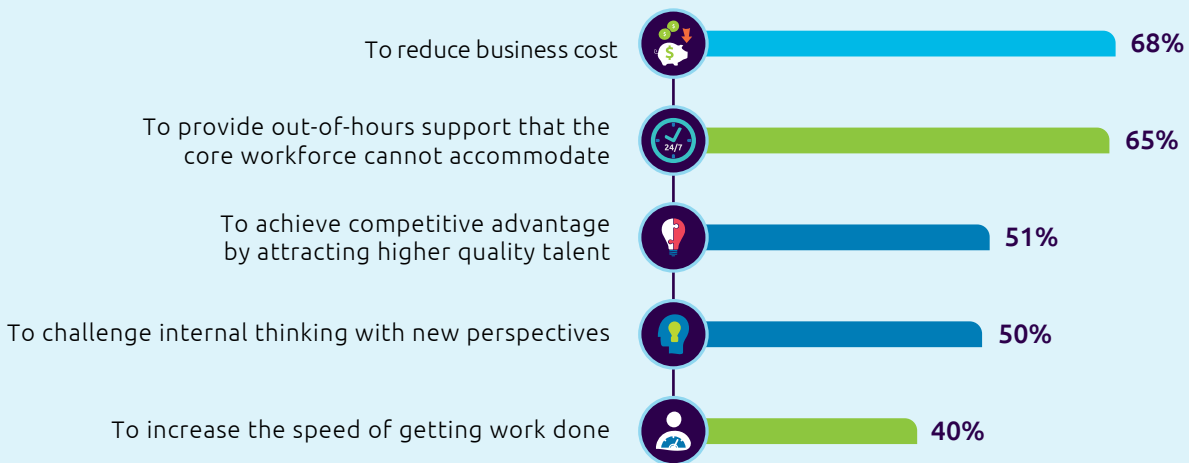 To reduce business cost
68%
To provide out-of-hours support that the
core workforce cannot accommodate
24/7
65%
To achieve competitive advantage
by attracting higher quality talent
51%
To challenge internal thinking with new perspectives
50%
To increase the speed of getting work done
40%